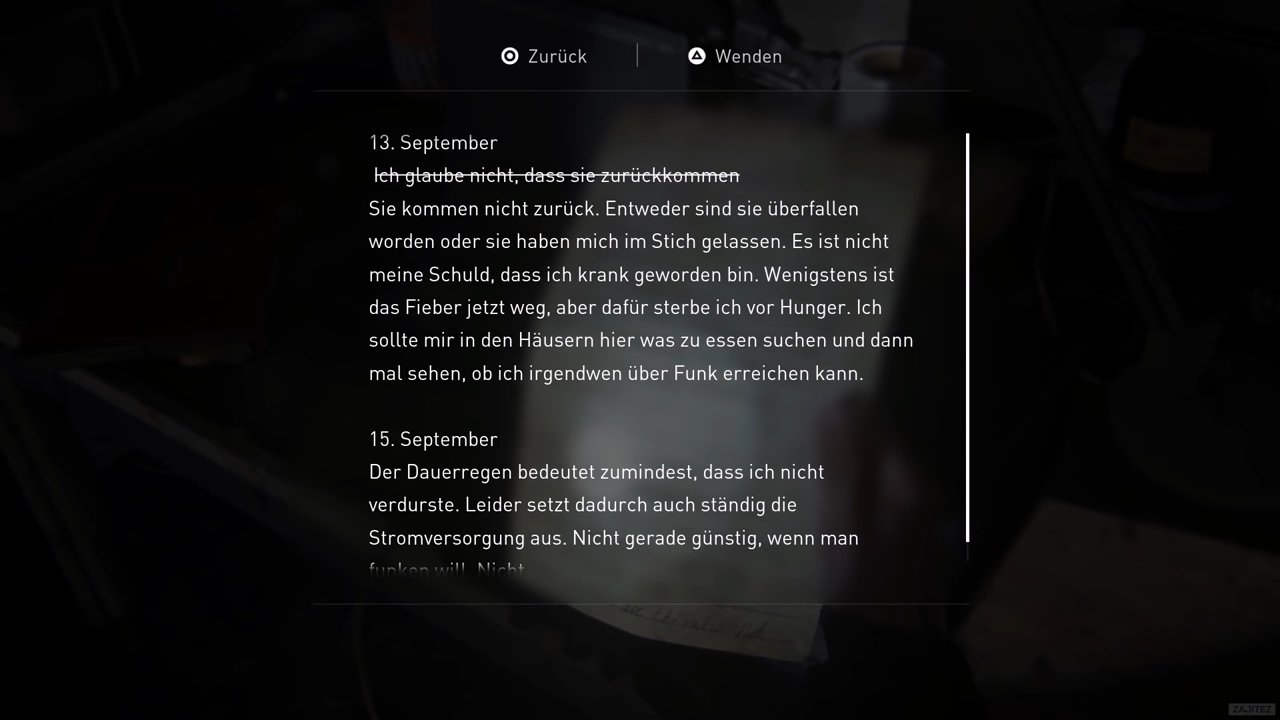 Zurück
Wenden
13. September
Ich glaube nicht, dass sie zurückkommen
Sie kommen nicht zurück. Entweder sind sie überfallen
worden oder sie haben mich im Stich gelassen. Es ist nicht
meine Schuld, dass ich krank geworden bin. Wenigstens ist
das Fieber jetzt weg, aber dafür sterbe ich vor Hunger. Ich
sollte mir in den Häusern hier was zu essen suchen und dann
mal sehen, ob ich irgendwen über Funk erreichen kann.
15. September
Der Dauerregen bedeutet zumindest, dass ich nicht
verdurste. Leider setzt dadurch auch ständig die
Stromversorgung aus. Nicht gerade günstig, wenn man
funken will. Nicht
ZAJITEZ